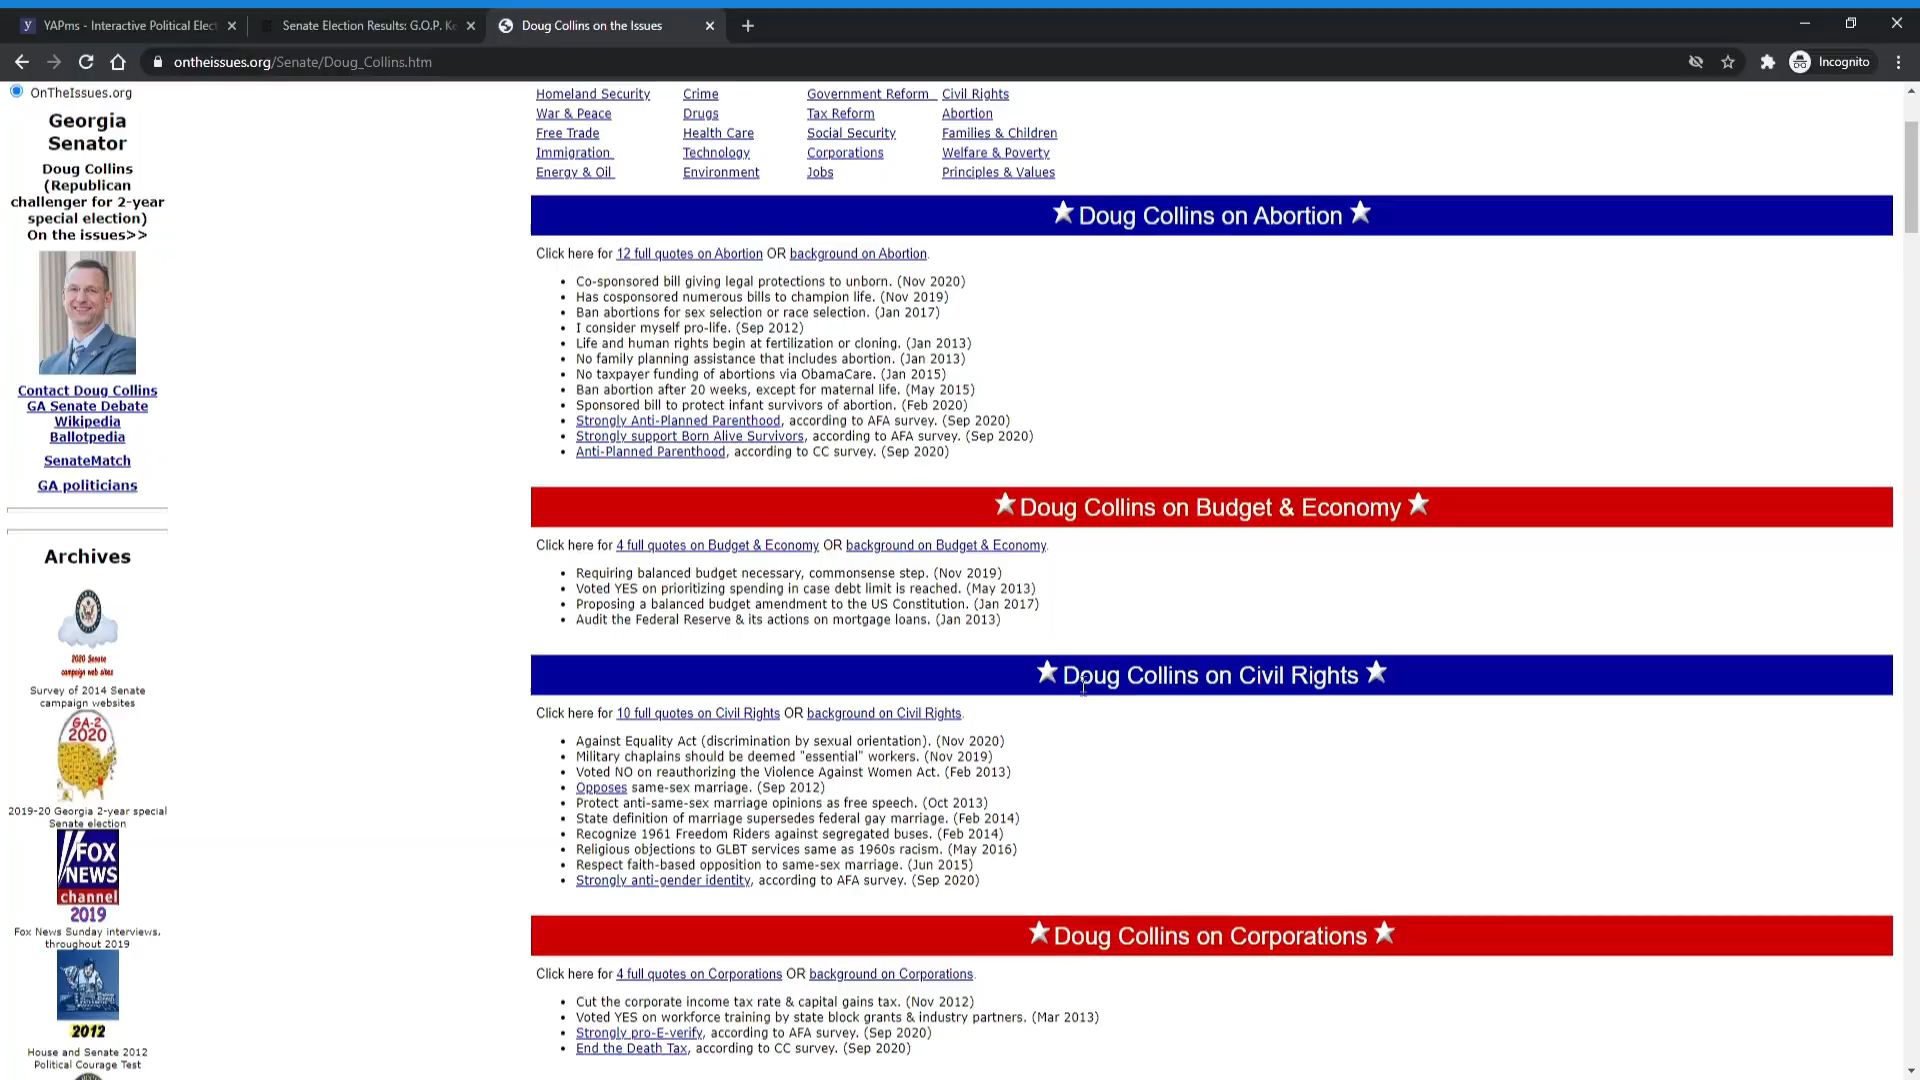 YAPms - Interactive Political Elec
Senate Election Results: G.O.P. Ke
Doug Collins on the Issues
ontheissues.org/Senate/Doug_Collins.htm
Incognito
OnTheIssues.org
Georgia
Senator
Doug Collins
(Republican
challenger for 2-year
special election)
On the issues>>
Contact Doug Collins
GA Senate Debate
Wikipedia
Ballotpedia
SenateMatch
GA politicians
Archives
2020 Senate
campaign web sites
Survey of 2014 Senate
campaign websites
GA-2
2020
2019-20 Georgia 2-year special
Senate election
FOX
NEWS
channel
2019
Fox News Sunday interviews,
throughout 2019
2012
House and Senate 2012
Political Courage Test
Homeland Security Crime Government Reform Civil Rights
War & Peace Drugs Tax Reform Abortion
Free Trade Health Care Social Security Families & Children
Immigration Technology Corporations Welfare & Poverty
Energy & Oil Environment Jobs Principles & Values
Doug Collins on Abortion
Click here for 12 full quotes on Abortion OR background on Abortion.
Co-sponsored bill giving legal protections to unborn. (Nov 2020)
Has cosponsored numerous bills to champion life. (Nov 2019)
Ban abortions for sex selection or race selection. (Jan 2017)
I consider myself pro-life. (Sep 2012)
Life and human rights begin at fertilization or cloning. (Jan 2013)
No family planning assistance that includes abortion. (Jan 2013)
No taxpayer funding of abortions via ObamaCare. (Jan 2015)
Ban abortion after 20 weeks, except for maternal life. (May 2015)
Sponsored bill to protect infant survivors of abortion. (Feb 2020)
Strongly Anti-Planned Parenthood, according to AFA survey. (Sep 2020)
Strongly support Born Alive Survivors, according to AFA survey. (Sep 2020)
Anti-Planned Parenthood, according to CC survey. (Sep 2020)
Doug Collins on Budget & Economy
Click here for 4 full quotes on Budget & Economy OR background on Budget & Economy.
Requiring balanced budget necessary, commonsense step. (Nov 2019)
Voted YES on prioritizing spending in case debt limit is reached. (May 2013)
Proposing a balanced budget amendment to the US Constitution. (Jan 2017)
Audit the Federal Reserve & its actions on mortgage loans. (Jan 2013)
Doug Collins on Civil Rights
Click here for 10 full quotes on Civil Rights OR background on Civil Rights.
Against Equality Act (discrimination by sexual orientation). (Nov 2020)
Military chaplains should be deemed "essential" workers. (Nov 2019)
Voted NO on reauthorizing the Violence Against Women Act. (Feb 2013)
Opposes same-sex marriage. (Sep 2012)
Protect anti-same-sex marriage opinions as free speech. (Oct 2013)
State definition of marriage supersedes federal gay marriage. (Feb 2014)
Recognize 1961 Freedom Riders against segregated buses. (Feb 2014)
Religious objections to GLBT services same as 1960s racism. (May 2016)
Respect faith-based opposition to same-sex marriage. (Jun 2015)
Strongly anti-gender identity, according to AFA survey. (Sep 2020)
Doug Collins on Corporations
Click here for 4 full quotes on Corporations OR background on Corporations.
Cut the corporate income tax rate & capital gains tax. (Nov 2012)
Voted YES on workforce training by state block grants & industry partners. (Mar 2013)
Strongly pro-E-verify, according to AFA survey. (Sep 2020)
End the Death Tax, according to CC survey. (Sep 2020)